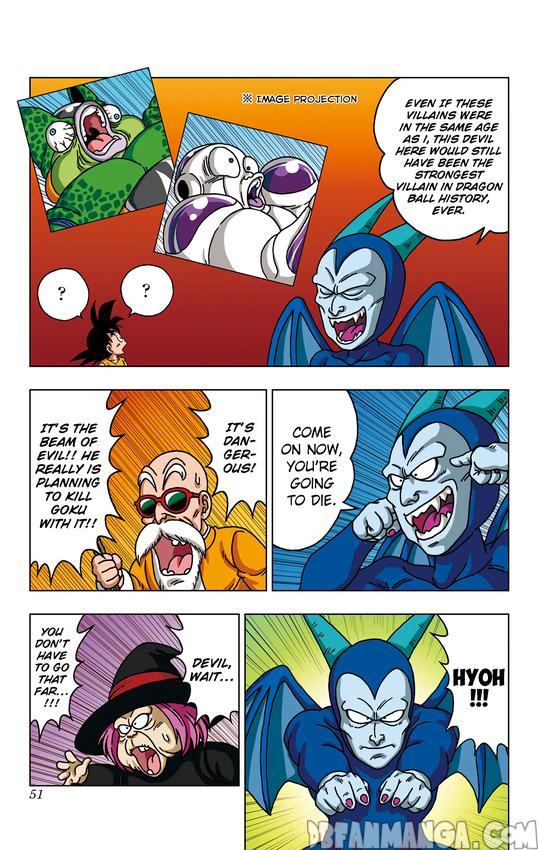 ※ IMAGE PROJECTION
EVEN IF THESE
VILLAINS WERE
IN THE SAME AGE
AS I, THIS DEVIL
HERE WOULD STILL
HAVE BEEN THE
STRONGEST
VILLAIN IN DRAGON
BALL HISTORY,
EVER.
?
?
IT'S
DAN-
GER-
OUS!
IT'S THE
BEAM OF
EVIL!! HE
REALLY IS
PLANNING
TO KILL
GOKU
WITH IT!!
COME
ON NOW,
YOU'RE
GOING
TO DIE.
DEVIL,
WAIT...
YOU
DON'T
HAVE TO
GO THAT
FAR...
!!!
HYOH
!!!
51
DBFANMANGA.COM